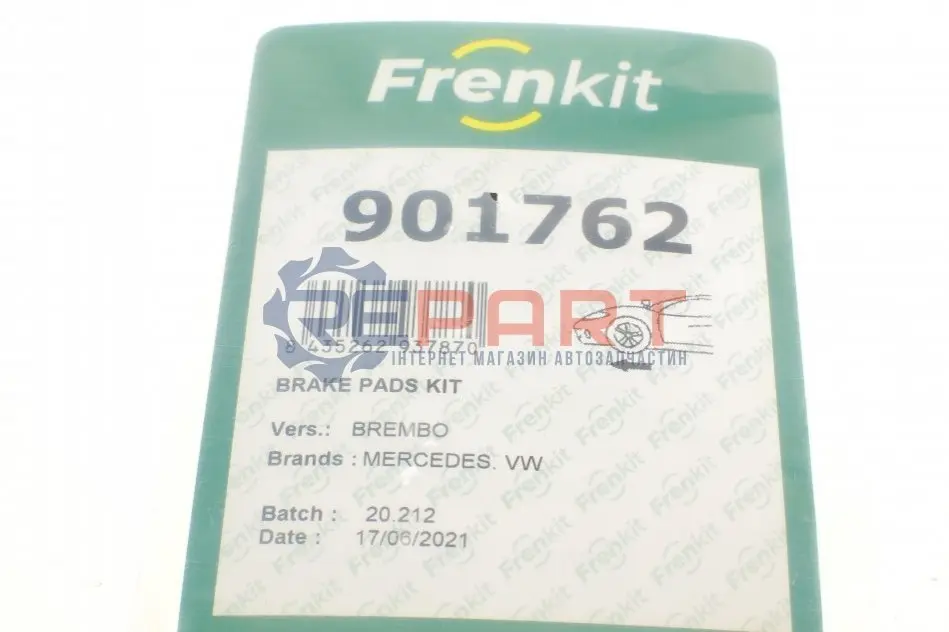 Frenkit
901762
REPART
8 435262 937870
ІНТЕРНЕТ МАГАЗИН АВТОЗАПЧАСТИН
BRAKE PADS KIT
Vers.: BREMBO
Brands : MERCEDES. VW
Batch : 20.212
Date : 17/06/2021